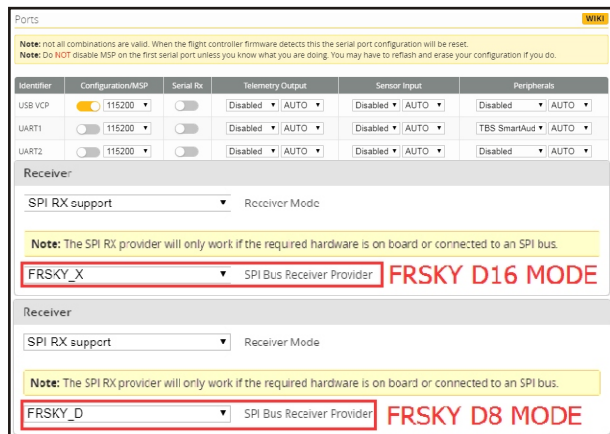 Ports WIKI
Note: not all combinations are valid. When the flight controller firmware detects this the serial port configuration will be reset.
Note: Do NOT disable MSP on the first serial port unless you know what you are doing. You may have to reflash and erase your configuration if you do.
Identifier Configuration/MSP Serial Rx Telemetry Output Sensor Input Peripherals
USB VCP 115200 Disabled AUTO Disabled AUTO Disabled AUTO
UART1 115200 Disabled AUTO Disabled AUTO TBS SmartAud AUTO
UART2 115200 Disabled AUTO Disabled AUTO Disabled AUTO
Receiver
SPI RX support Receiver Mode
Note: The SPI RX provider will only work if the required hardware is on board or connected to an SPI bus.
FRSKY_X SPI Bus Receiver Provider FRSKY D16 MODE
Receiver
SPI RX support Receiver Mode
Note: The SPI RX provider will only work if the required hardware is on board or connected to an SPI bus.
FRSKY_D SPI Bus Receiver Provider FRSKY D8 MODE